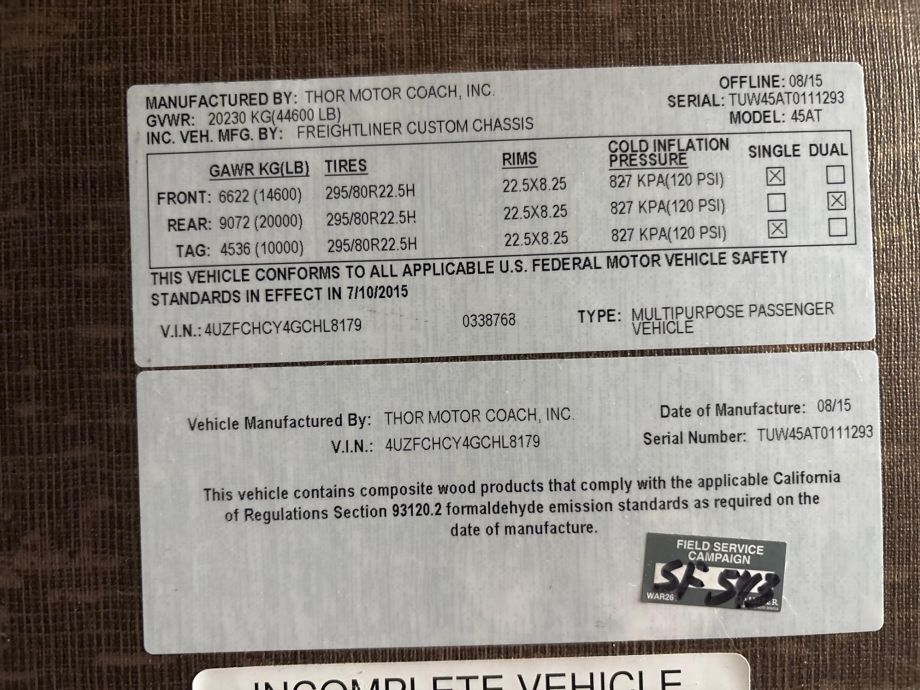 MANUFACTURED BY: THOR MOTOR COACH, INC. OFFLINE: 08/15
GVWR: 20230 KG(44600 LB) SERIAL: TUW45AT0111293
INC. VEH. MFG. BY: FREIGHTLINER CUSTOM CHASSIS MODEL: 45AT
GAWR KG(LB) TIRES RIMS COLD INFLATION PRESSURE SINGLE DUAL
FRONT: 6622 (14600) 295/80R22.5H 22.5X8.25 827 KPA(120 PSI) ☒ ☐
REAR: 9072 (20000) 295/80R22.5H 22.5X8.25 827 KPA(120 PSI) ☐ ☒
TAG: 4536 (10000) 295/80R22.5H 22.5X8.25 827 KPA(120 PSI) ☒ ☐
THIS VEHICLE CONFORMS TO ALL APPLICABLE U.S. FEDERAL MOTOR VEHICLE SAFETY
STANDARDS IN EFFECT IN 7/10/2015
V.I.N.: 4UZFCHCY4GCHL8179 0338768 TYPE: MULTIPURPOSE PASSENGER
VEHICLE
Vehicle Manufactured By: THOR MOTOR COACH, INC. Date of Manufacture: 08/15
V.I.N.: 4UZFCHCY4GCHL8179 Serial Number: TUW45AT0111293
This vehicle contains composite wood products that comply with the applicable California
of Regulations Section 93120.2 formaldehyde emission standards as required on the
date of manufacture.
FIELD SERVICE
CAMPAIGN
SF 543
WAR26
INCOMPLETE VEHICLE